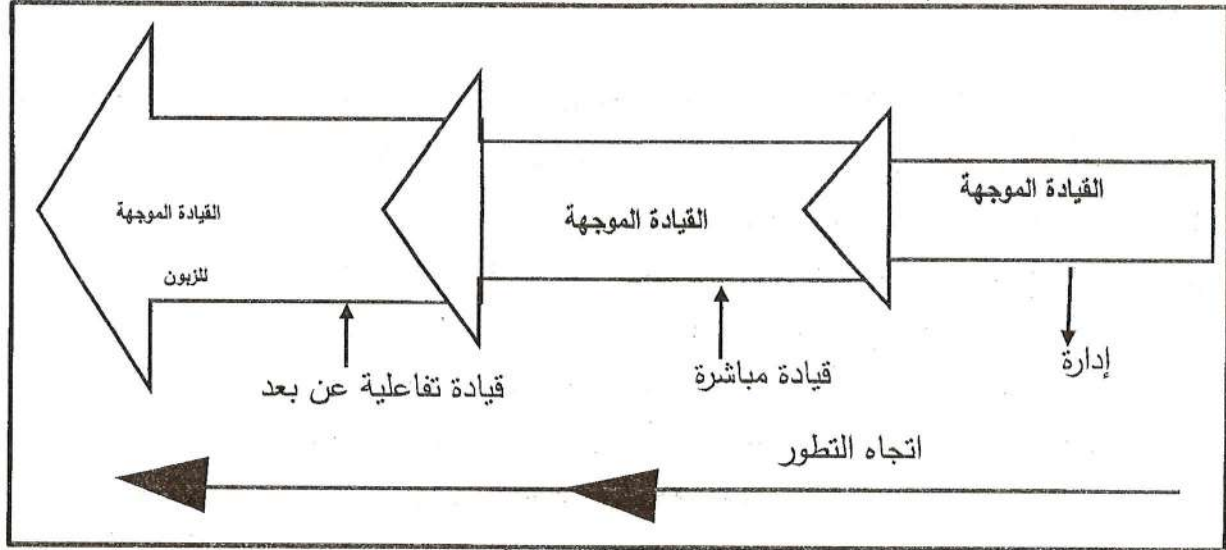 القيادة الموجهة
القيادة الموجهة
القيادة الموجهة
للزبون
إدارة
قيادة مباشرة
قيادة تفاعلية عن بعد
اتجاه التطور